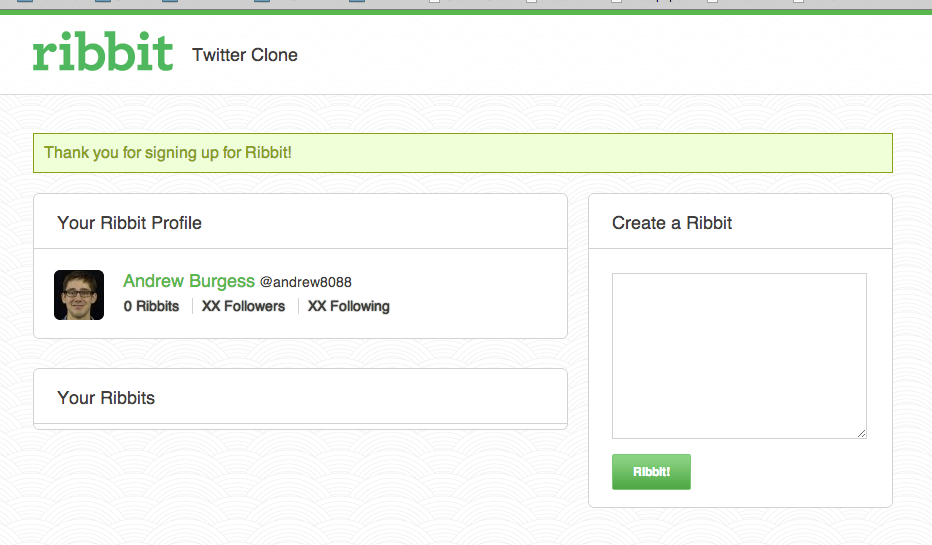 ribbit Twitter Clone
Thank you for signing up for Ribbit!
Your Ribbit Profile
Andrew Burgess @andrew8088
0 Ribbits XX Followers XX Following
Your Ribbits
Create a Ribbit
Ribbit!